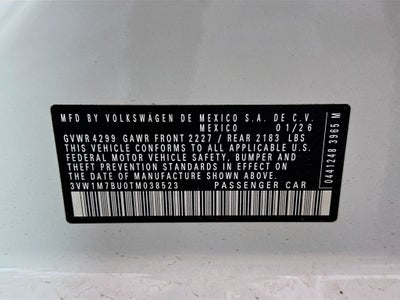 MFD BY VOLKSWAGEN DE MEXICO S.A. DE C.V.
MEXICO 01/26
GVWR 4299 GAWR FRONT 2227 / REAR 2183 LBS
THIS VEHICLE CONFORMS TO ALL APPLICABLE U.S.
FEDERAL MOTOR VEHICLE SAFETY, BUMPER AND
THEFT PREVENTION STANDARDS IN EFFECT ON THE
DATE OF MANUFACTURE SHOWN ABOVE.
3VW1M7BU0TM038523 PASSENGER CAR
0441248 3965 M